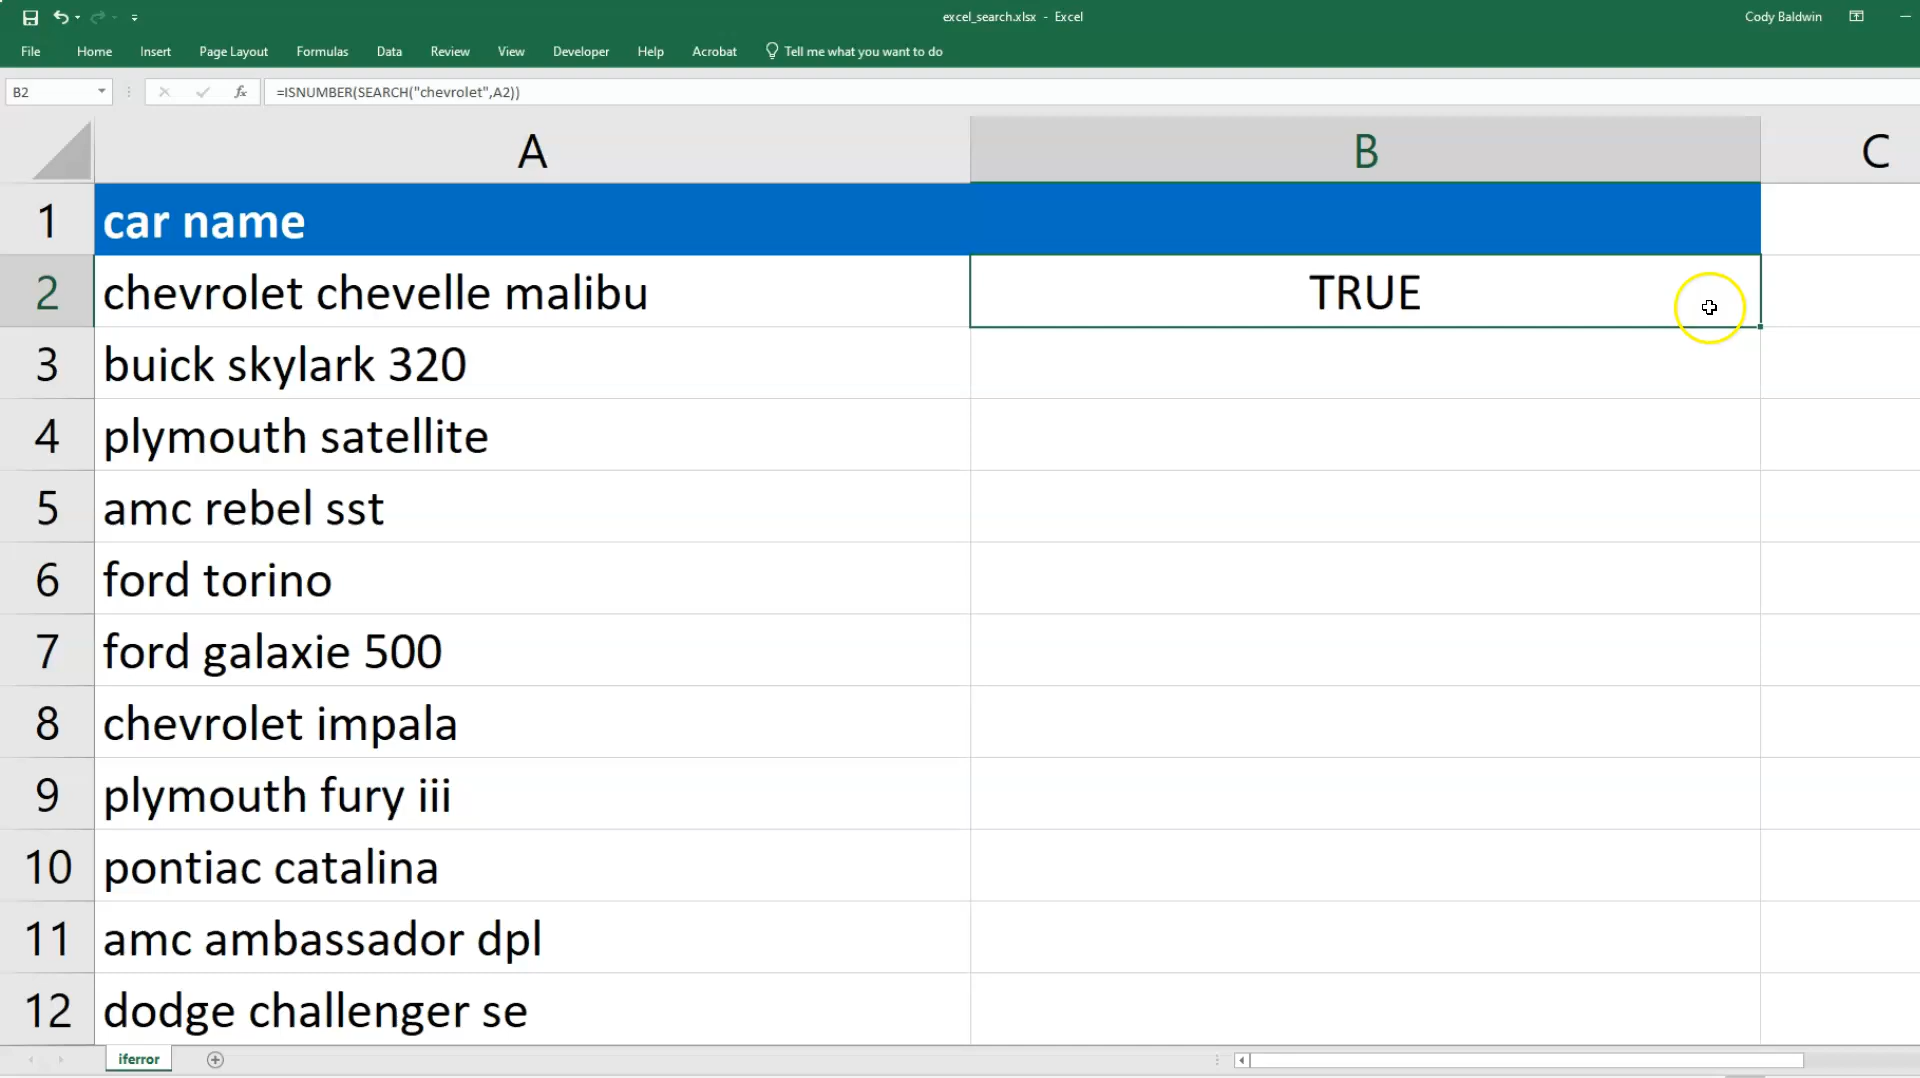 excel_search.xlsx - Excel
Cody Baldwin
File Home Insert Page Layout Formulas Data Review View Developer Help Acrobat Tell me what you want to do
B2 fx =ISNUMBER(SEARCH("chevrolet",A2))
A B C
1 car name
2 chevrolet chevelle malibu TRUE
3 buick skylark 320
4 plymouth satellite
5 amc rebel sst
6 ford torino
7 ford galaxie 500
8 chevrolet impala
9 plymouth fury iii
10 pontiac catalina
11 amc ambassador dpl
12 dodge challenger se
iferror